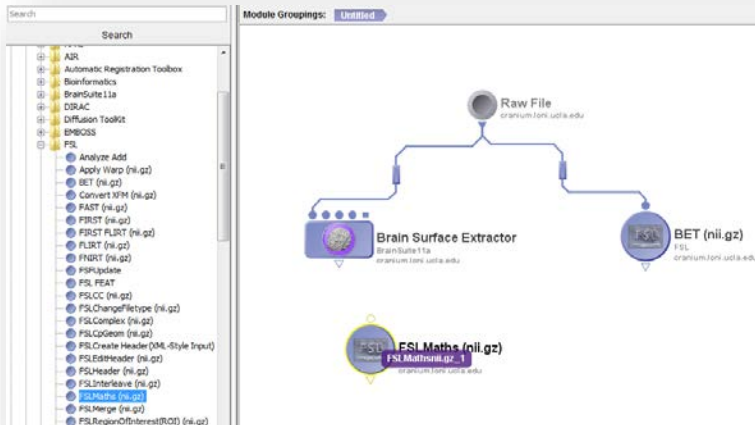 Search
Module Groupings: Untitled
Search
AIR
Automatic Registration Toolbox
Bioinformatics
BrainSuite11a
DIRAC
Diffusion Toolkit
EMBOSS
FSL
Analyze Add
Apply Warp (nii.gz)
BET (nii.gz)
Convert XFM (nii.gz)
FAST (nii.gz)
FIRST (nii.gz)
FIRST FLIRT (nii.gz)
FLIRT (nii.gz)
FNIRT (nii.gz)
FSFUpdate
FSL FEAT
FSLCC (nii.gz)
FSLChangeFiletype (nii.gz)
FSLComplex (nii.gz)
FSLCpGeom (nii.gz)
FSLCreate Header(XML-Style Input)
FSLEditHeader (nii.gz)
FSLHeader (nii.gz)
FSLInterleave (nii.gz)
FSLMaths (nii.gz)
FSLMerge (nii.gz)
FSLRegionOfInterest(ROI) (nii.gz)
Raw File
cranium.loni.ucla.edu
Brain Surface Extractor
BrainSuite11a
cranium.loni.ucla.edu
FSL
BET (nii.gz)
FSL
cranium.loni.ucla.edu
FSL
FSLMaths (nii.gz)
FSLMathsnii.gz_1
cranium.loni.ucla.edu